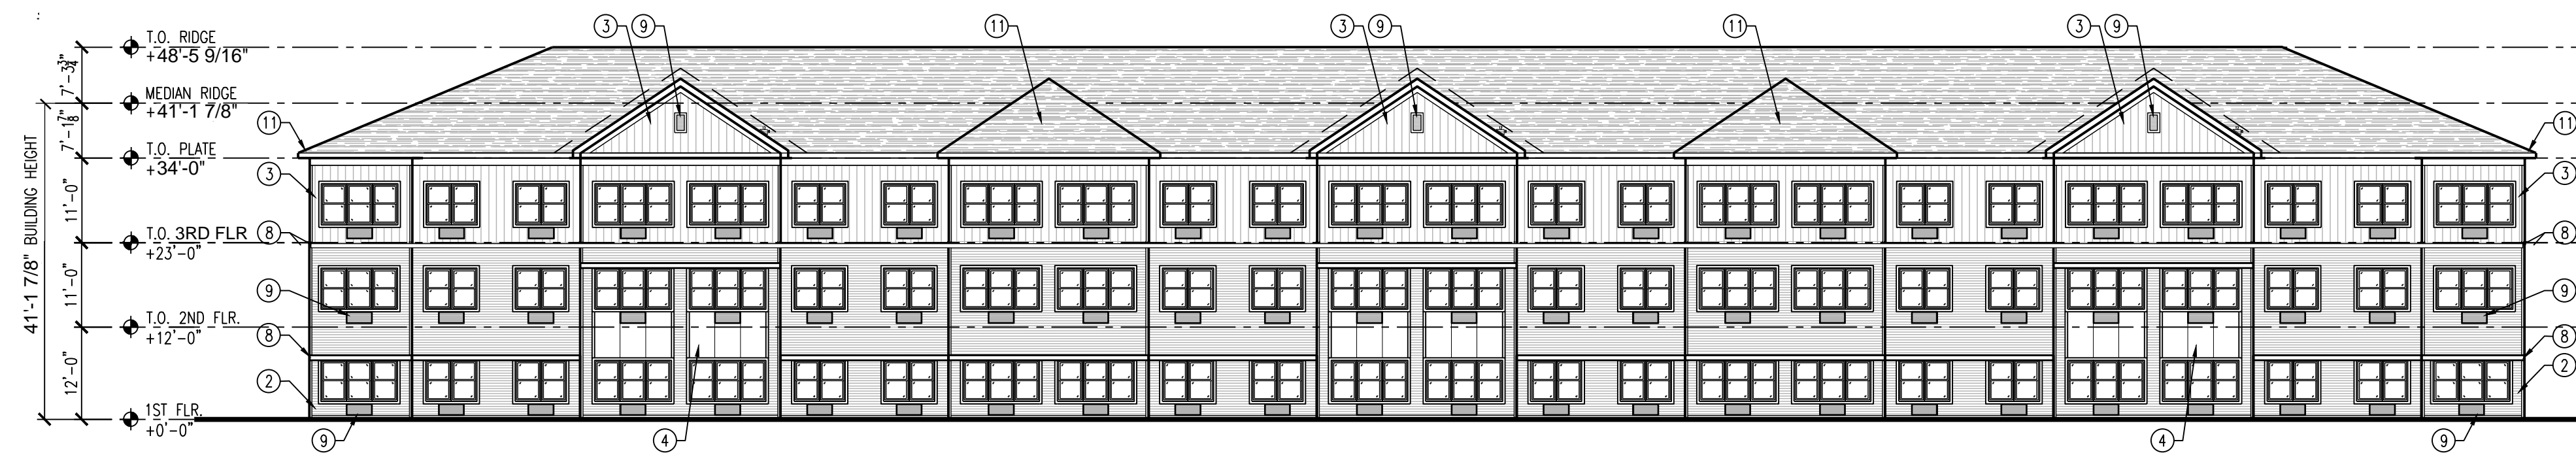 3 9 11 3 9 11 3 9
T.O. RIDGE
+48'-5 9/16"
7'-3 3/4"
MEDIAN RIDGE
+41'-1 7/8"
7'-1 7/8"
11 11
T.O. PLATE
+34'-0"
3 3
11'-0"
T.O. 3RD FLR
+23'-0"
8 8
11'-0"
9 9
T.O. 2ND FLR.
+12'-0"
8 8
12'-0"
2 2
1ST FLR.
+0'-0"
41'-1 7/8" BUILDING HEIGHT
9 4 4 9